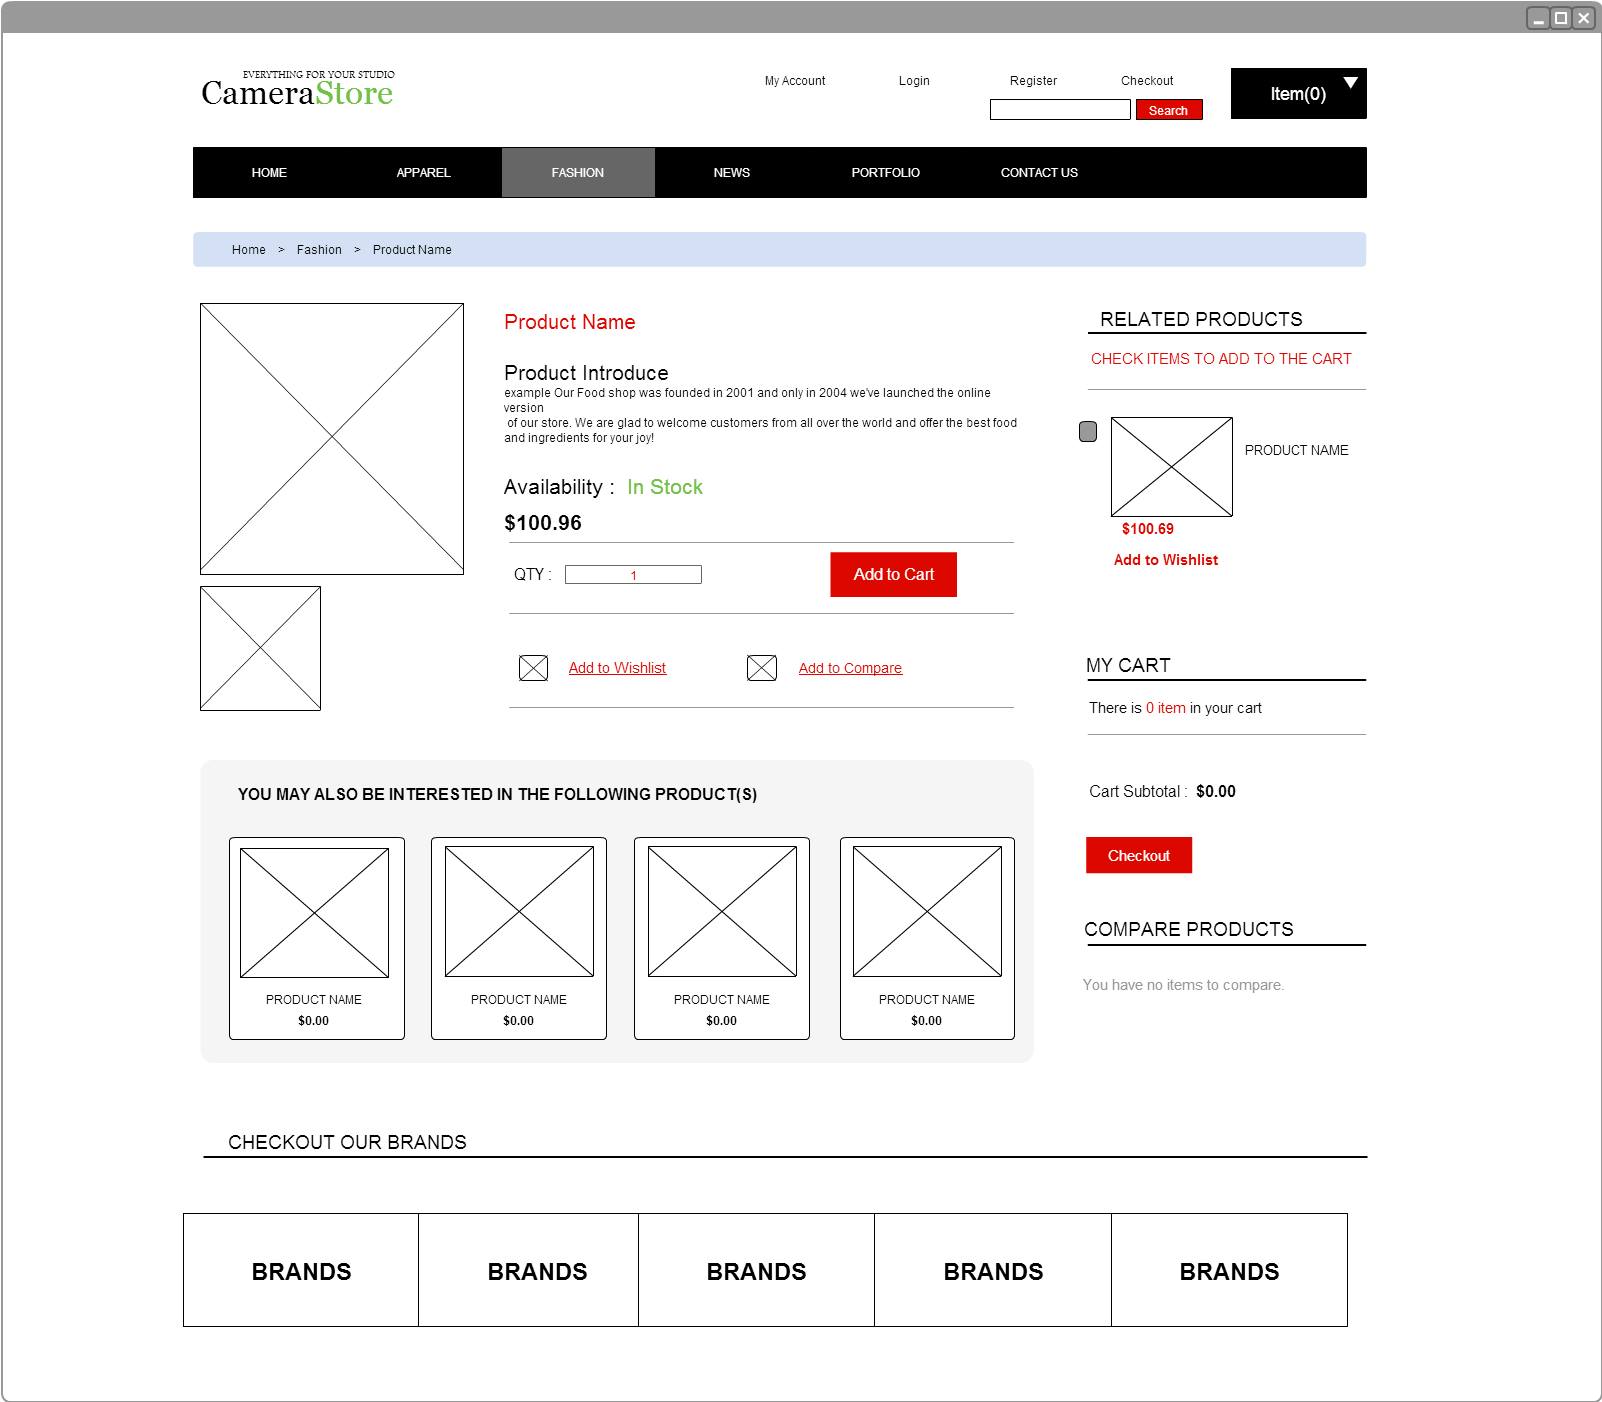 EVERYTHING FOR YOUR STUDIO
CameraStore
My Account
Login
Register
Checkout
Search
Item(0)
HOME
APPAREL
FASHION
NEWS
PORTFOLIO
CONTACT US
Home > Fashion > Product Name
Product Name
Product Introduce
example Our Food shop was founded in 2001 and only in 2004 we've launched the online
version
of our store. We are glad to welcome customers from all over the world and offer the best food
and ingredients for your joy!
Availability : In Stock
$100.96
QTY : 1
Add to Cart
Add to Wishlist
Add to Compare
RELATED PRODUCTS
CHECK ITEMS TO ADD TO THE CART
PRODUCT NAME
$100.69
Add to Wishlist
MY CART
There is 0 item in your cart
Cart Subtotal : $0.00
Checkout
COMPARE PRODUCTS
You have no items to compare.
YOU MAY ALSO BE INTERESTED IN THE FOLLOWING PRODUCT(S)
PRODUCT NAME
$0.00
PRODUCT NAME
$0.00
PRODUCT NAME
$0.00
PRODUCT NAME
$0.00
CHECKOUT OUR BRANDS
BRANDS
BRANDS
BRANDS
BRANDS
BRANDS